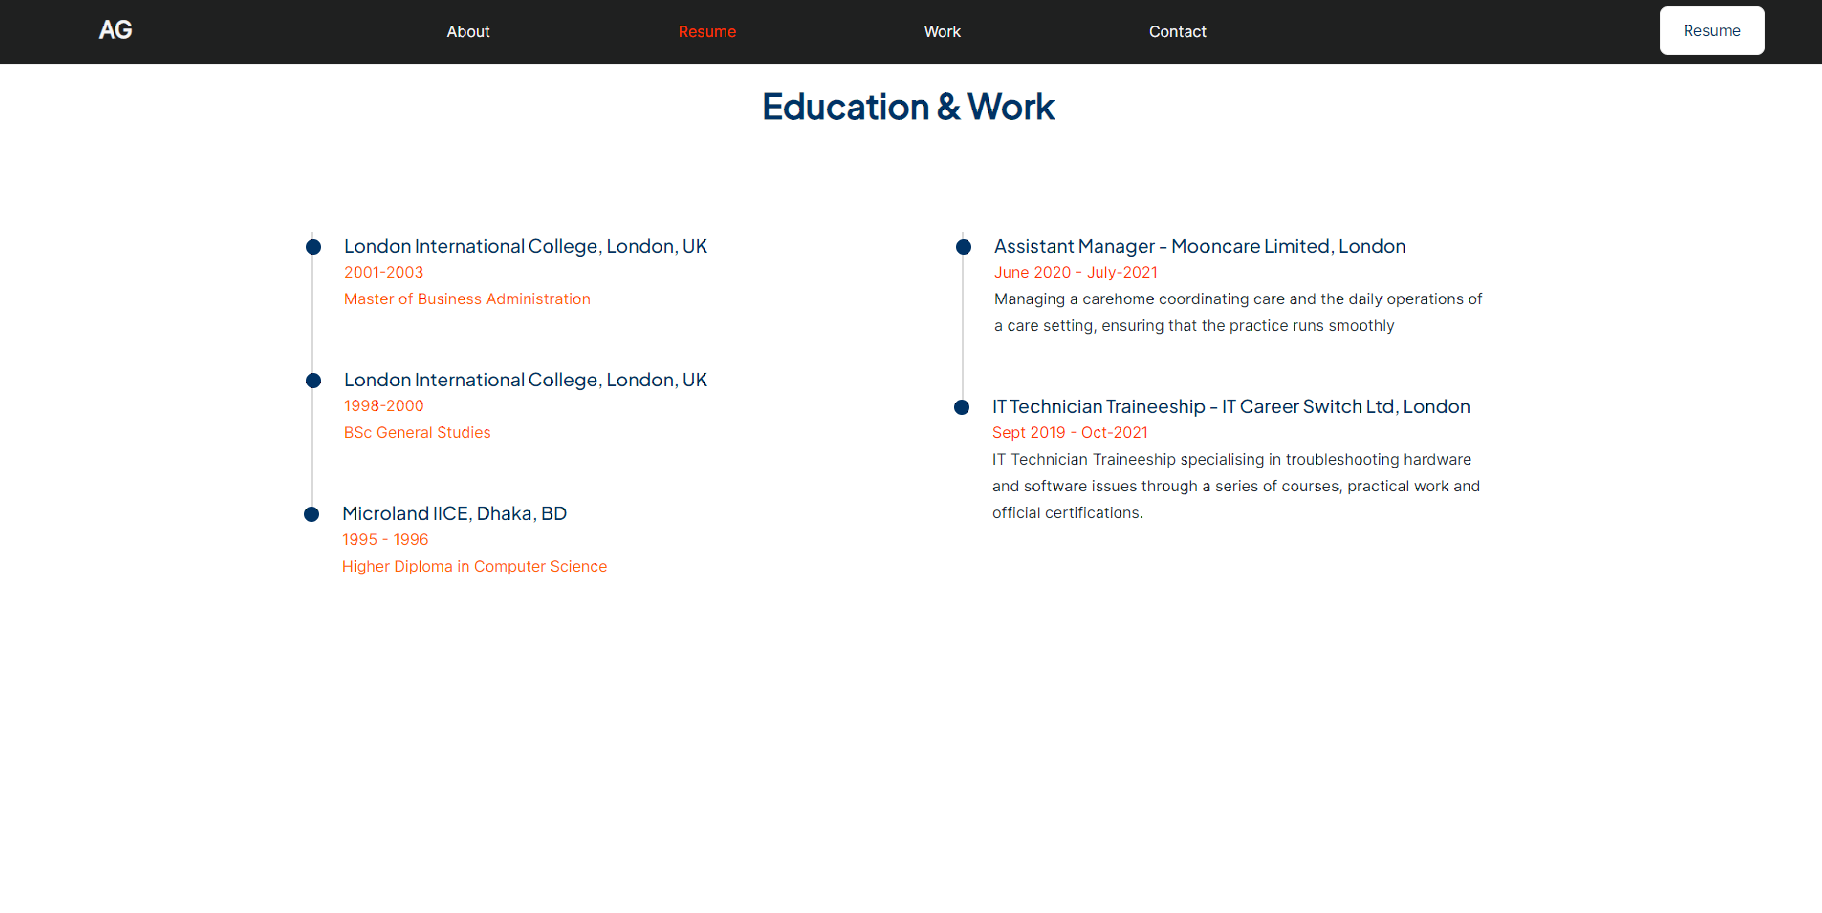 AG
About
Resume
Work
Contact
Resume
Education & Work
London International College, London, UK
2001-2003
Master of Business Administration
London International College, London, UK
1998-2000
BSc General Studies
Microland IICE, Dhaka, BD
1995 - 1996
Higher Diploma in Computer Science
Assistant Manager - Mooncare Limited, London
June 2020 - July-2021
Managing a carehome coordinating care and the daily operations of
a care setting, ensuring that the practice runs smoothly
IT Technician Traineeship - IT Career Switch Ltd, London
Sept 2019 - Oct-2021
IT Technician Traineeship specialising in troubleshooting hardware
and software issues through a series of courses, practical work and
official certifications.